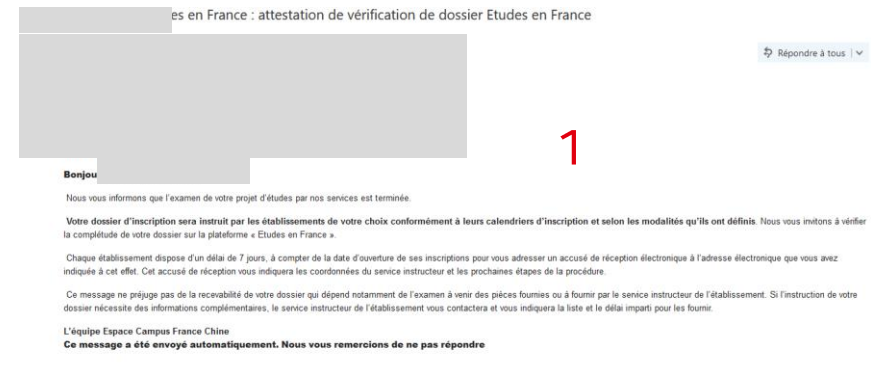 es en France : attestation de vérification de dossier Etudes en France
Répondre à tous
1
Bonjou
Nous vous informons que l'examen de votre projet d'études par nos services est terminée.
Votre dossier d'inscription sera instruit par les établissements de votre choix conformément à leurs calendriers d'inscription et selon les modalités qu'ils ont définis. Nous vous invitons à vérifier
la complétude de votre dossier sur la plateforme « Etudes en France ».
Chaque établissement dispose d'un délai de 7 jours, à compter de la date d'ouverture de ses inscriptions pour vous adresser un accusé de réception électronique à l'adresse électronique que vous avez
indiquée à cet effet. Cet accusé de réception vous indiquera les coordonnées du service instructeur et les prochaines étapes de la procédure.
Ce message ne préjuge pas de la recevabilité de votre dossier qui dépend notamment de l'examen à venir des pièces fournies ou à fournir par le service instructeur de l'établissement. Si l'instruction de votre
dossier nécessite des informations complémentaires, le service instructeur de l'établissement vous contactera et vous indiquera la liste et le délai imparti pour les fournir.
L'équipe Espace Campus France Chine
Ce message a été envoyé automatiquement. Nous vous remercions de ne pas répondre